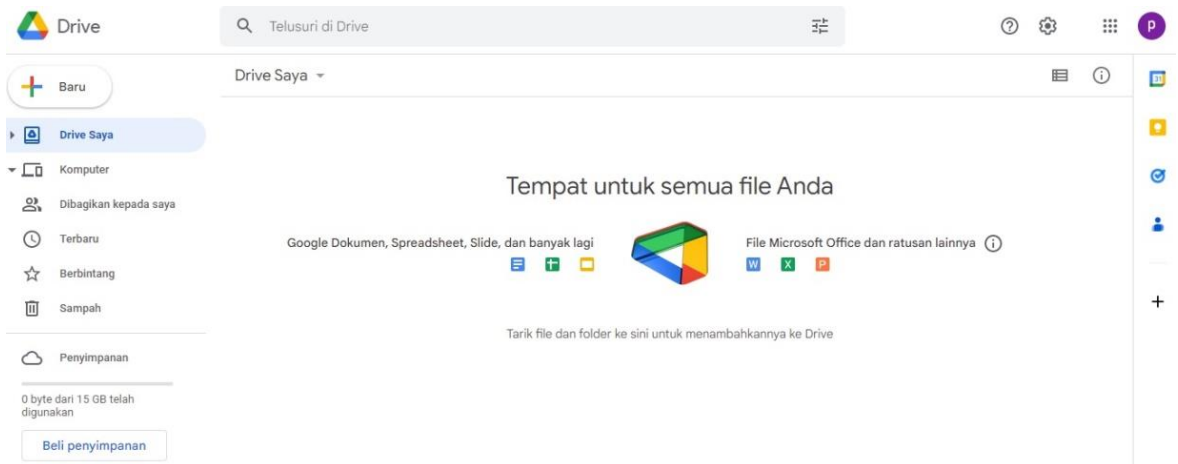 Drive
Telusuri di Drive
P
Baru
Drive Saya
31
Drive Saya
Komputer
Dibagikan kepada saya
Terbaru
Berbintang
Sampah
Penyimpanan
0 byte dari 15 GB telah
digunakan
Beli penyimpanan
Tempat untuk semua file Anda
Google Dokumen, Spreadsheet, Slide, dan banyak lagi
File Microsoft Office dan ratusan lainnya
W X P
Tarik file dan folder ke sini untuk menambahkannya ke Drive